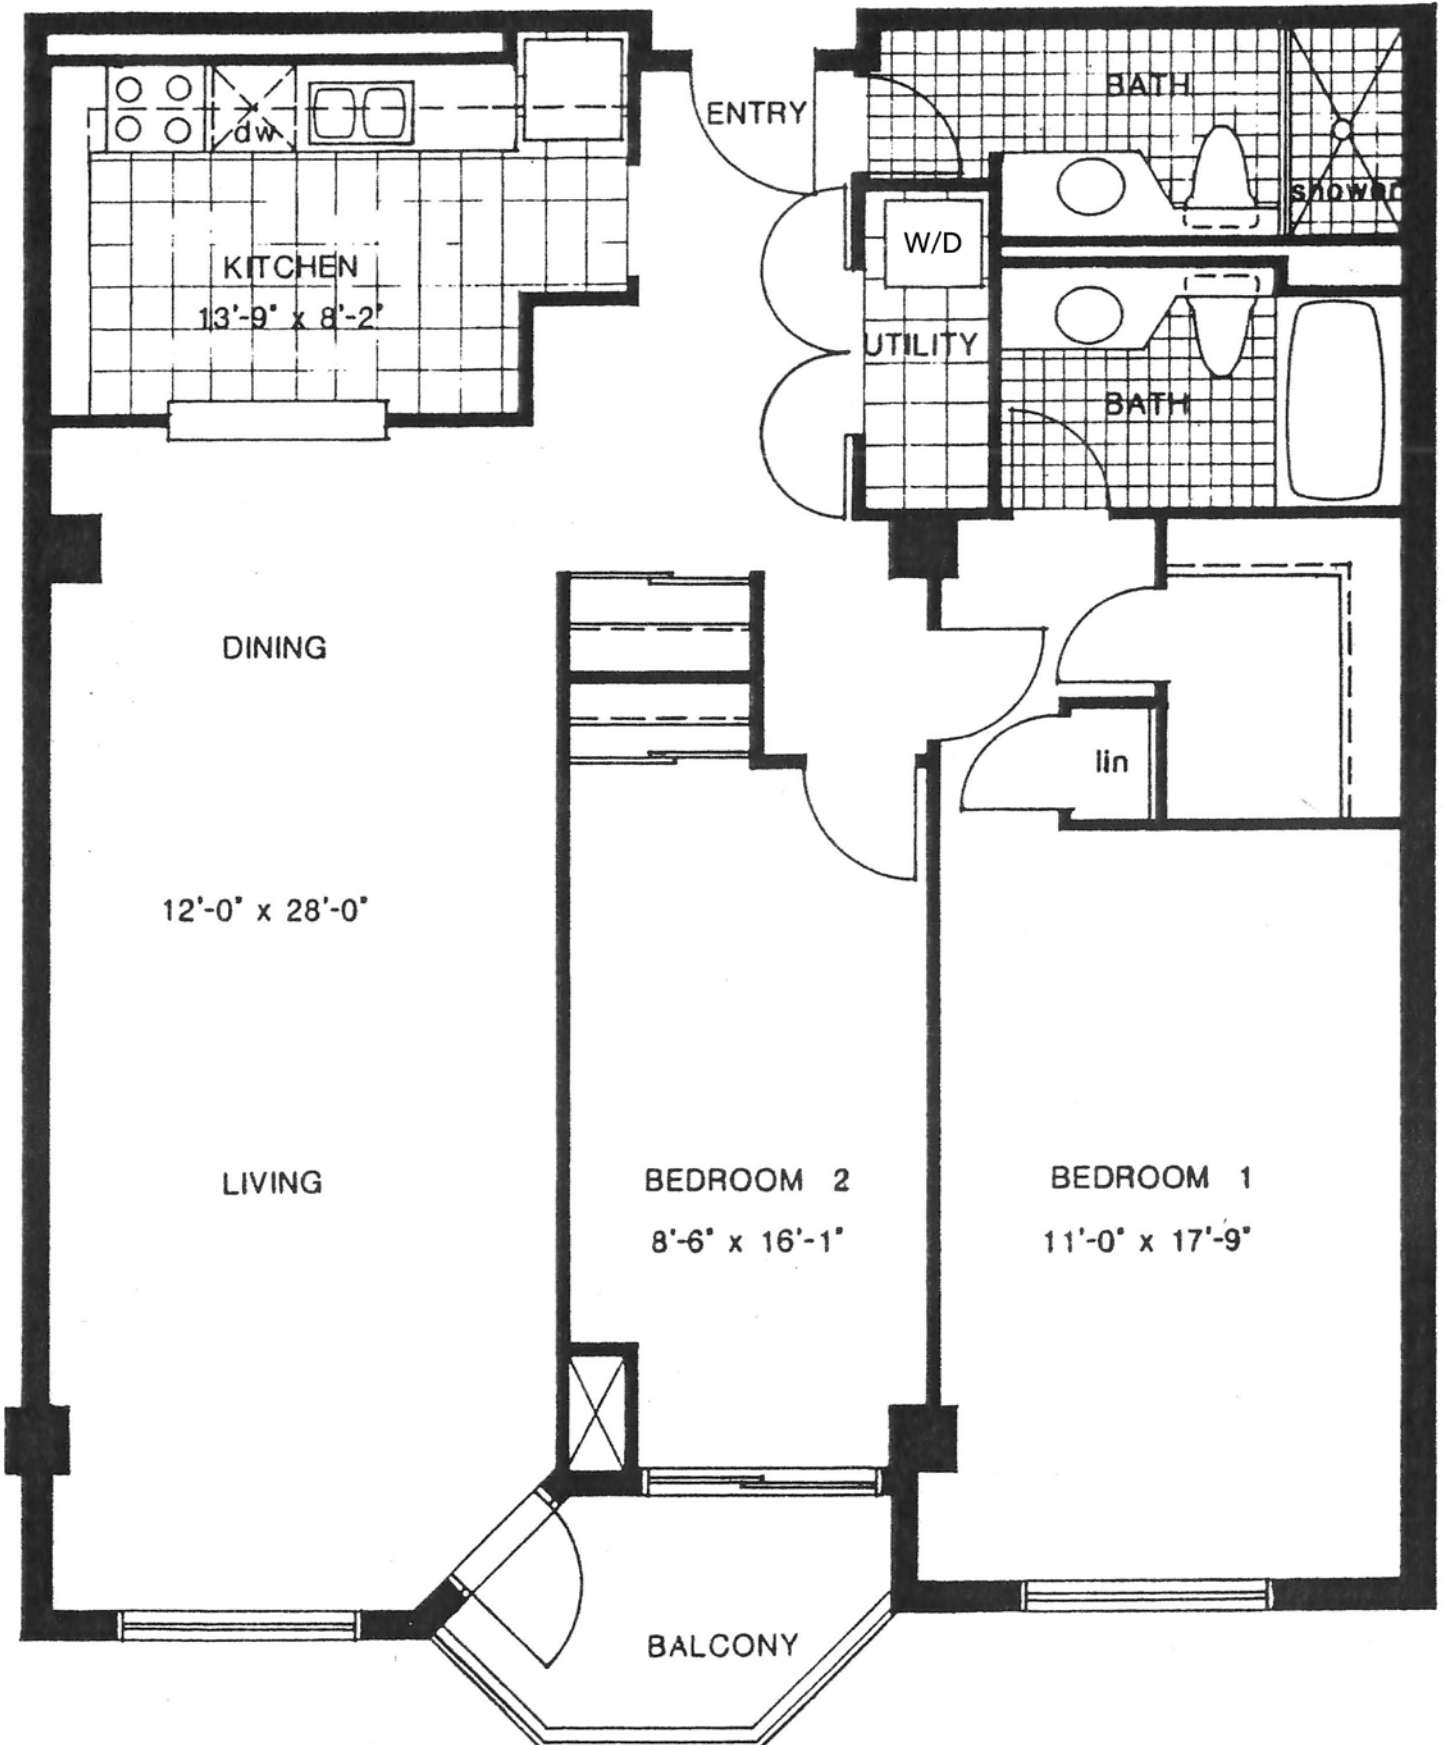 ENTRY
BATH
dw
shower
W/D
KITCHEN
13'-9" x 8'-2"
UTILITY
BATH
DINING
lin
12'-0" x 28'-0"
LIVING
BEDROOM 2
8'-6" x 16'-1"
BEDROOM 1
11'-0" x 17'-9"
BALCONY